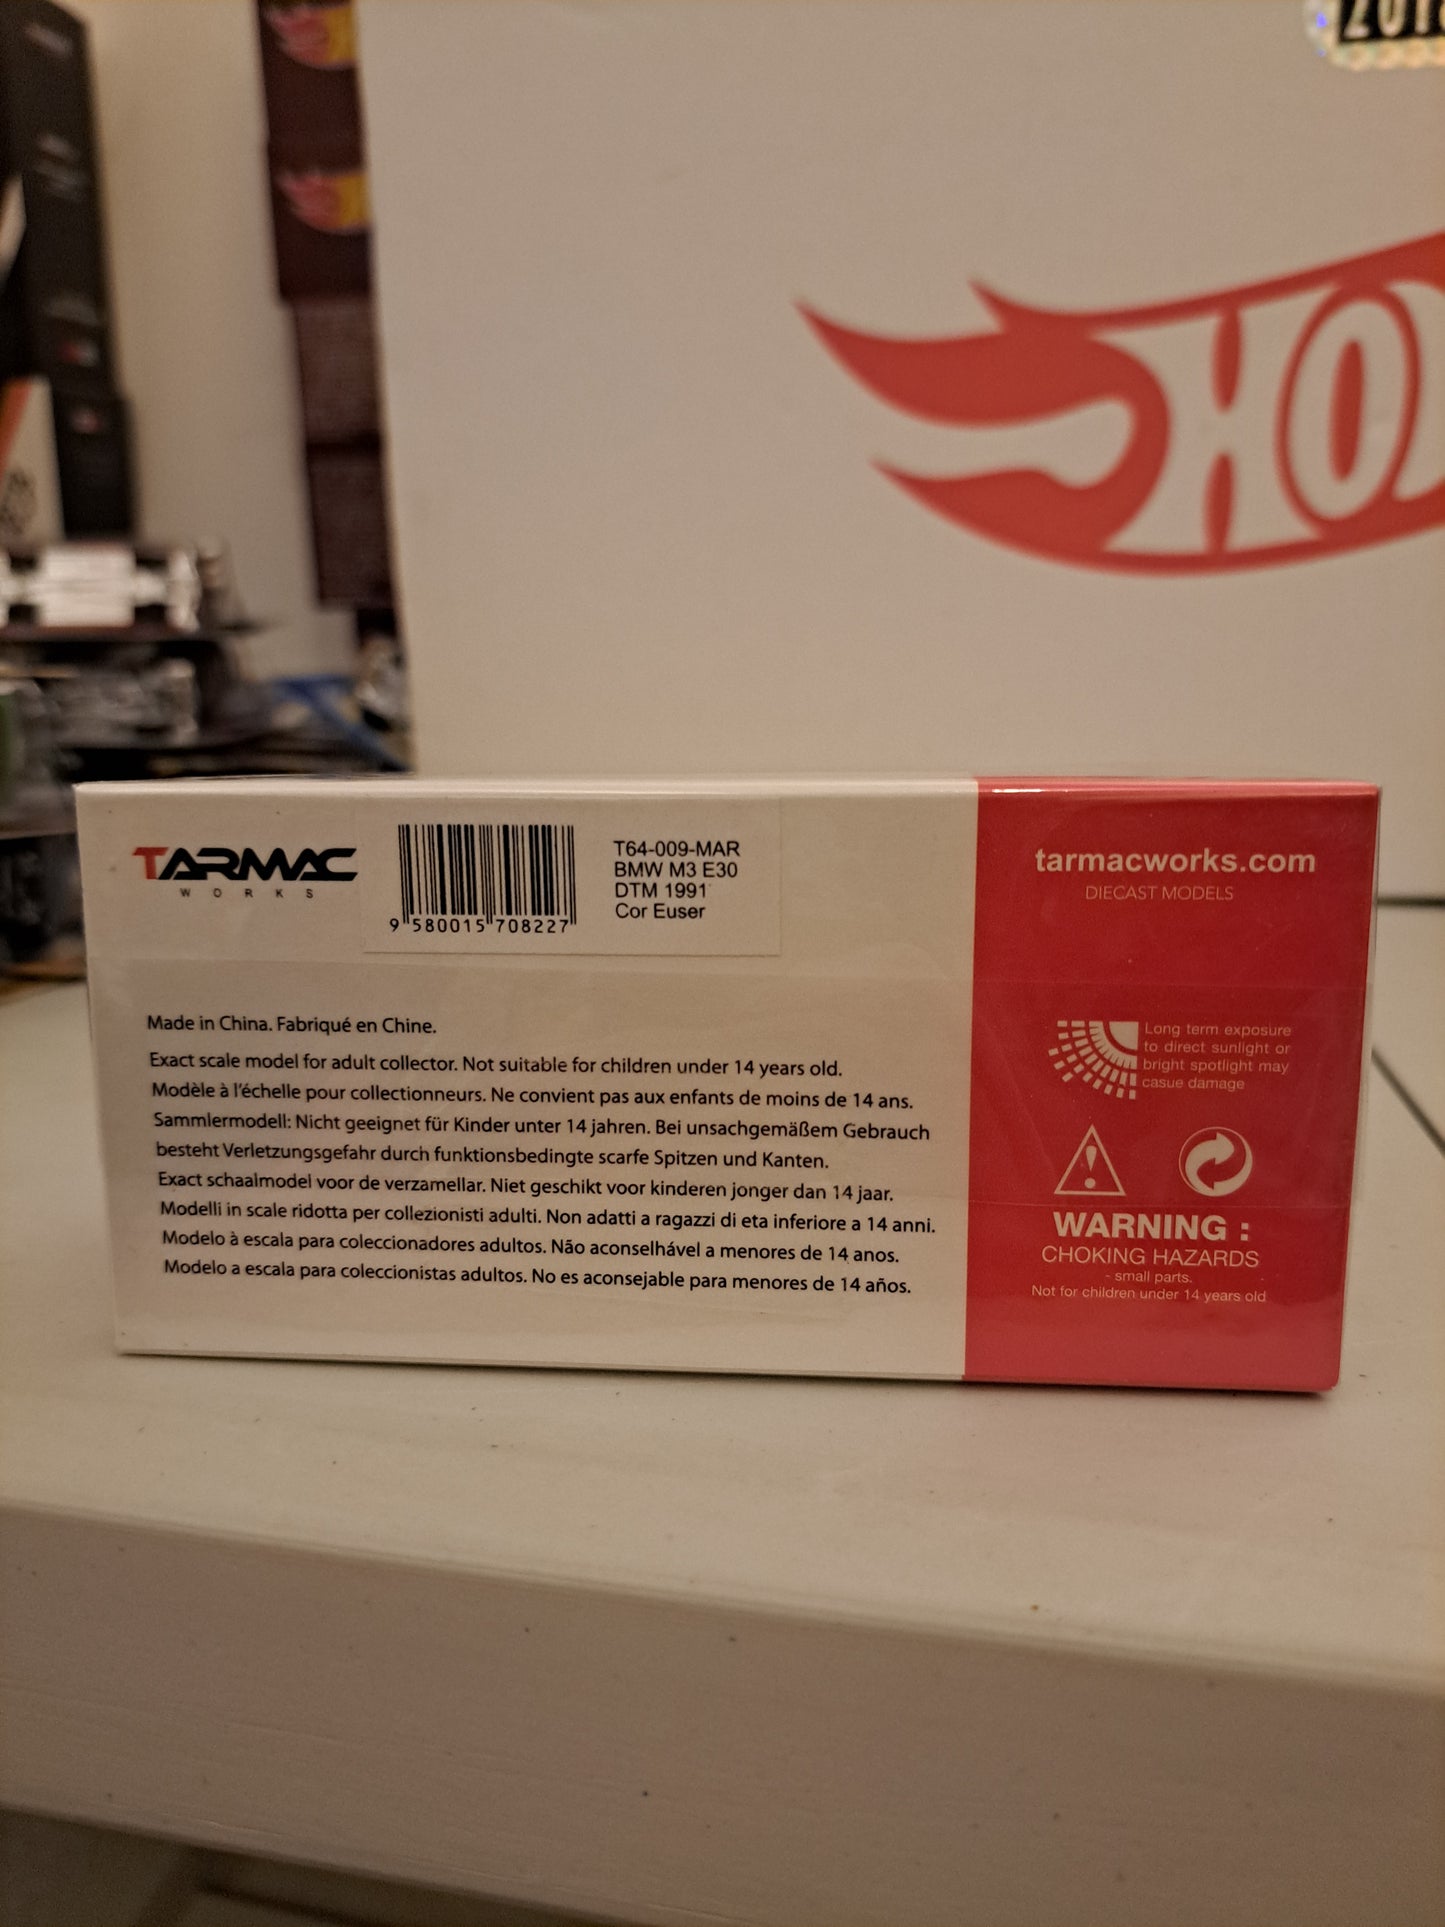 TARMAC
WORKS
9 580015 708227
T64-009-MAR
BMW M3 E30
DTM 1991
Cor Euser
Made in China. Fabriqué en Chine.
Exact scale model for adult collector. Not suitable for children under 14 years old.
Modèle à l'échelle pour collectionneurs. Ne convient pas aux enfants de moins de 14 ans.
Sammlermodell: Nicht geeignet für Kinder unter 14 jahren. Bei unsachgemäßem Gebrauch
besteht Verletzungsgefahr durch funktionsbedingte scarfe Spitzen und Kanten.
Exact schaalmodel voor de verzamellar. Niet geschikt voor kinderen jonger dan 14 jaar.
Modelli in scale ridotta per collezionisti adulti. Non adatti a ragazzi di eta inferiore a 14 anni.
Modelo à escala para coleccionadores adultos. Não aconselhável a menores de 14 anos.
Modelo a escala para coleccionistas adultos. No es aconsejable para menores de 14 años.
tarmacworks.com
DIECAST MODELS
Long term exposure
to direct sunlight or
bright spotlight may
casue damage
WARNING :
CHOKING HAZARDS
- small parts.
Not for children under 14 years old